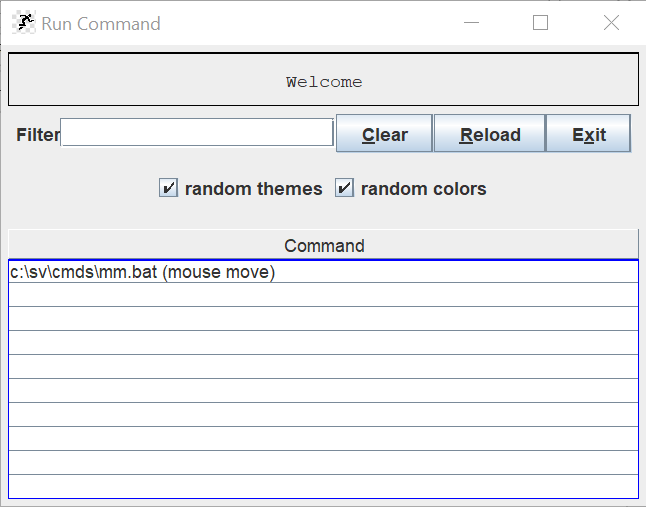 Run Command
Welcome
Filter Clear Reload Exit
random themes random colors
Command
c:\sv\cmds\mm.bat (mouse move)